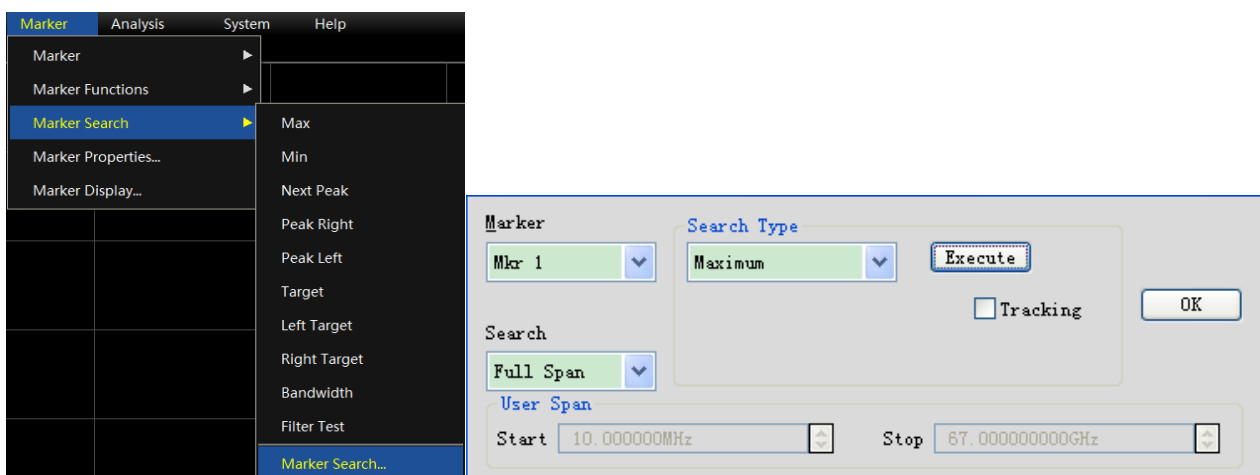 Marker Analysis System Help
Marker
Marker Functions
Marker Search
Marker Properties...
Marker Display...
Max
Min
Next Peak
Peak Right
Peak Left
Target
Left Target
Right Target
Bandwidth
Filter Test
Marker Search...
Marker
Search Type
Mkr 1
Maximum
Execute
Tracking
OK
Search
Full Span
User Span
Start 10.000000MHz Stop 67.000000000GHz